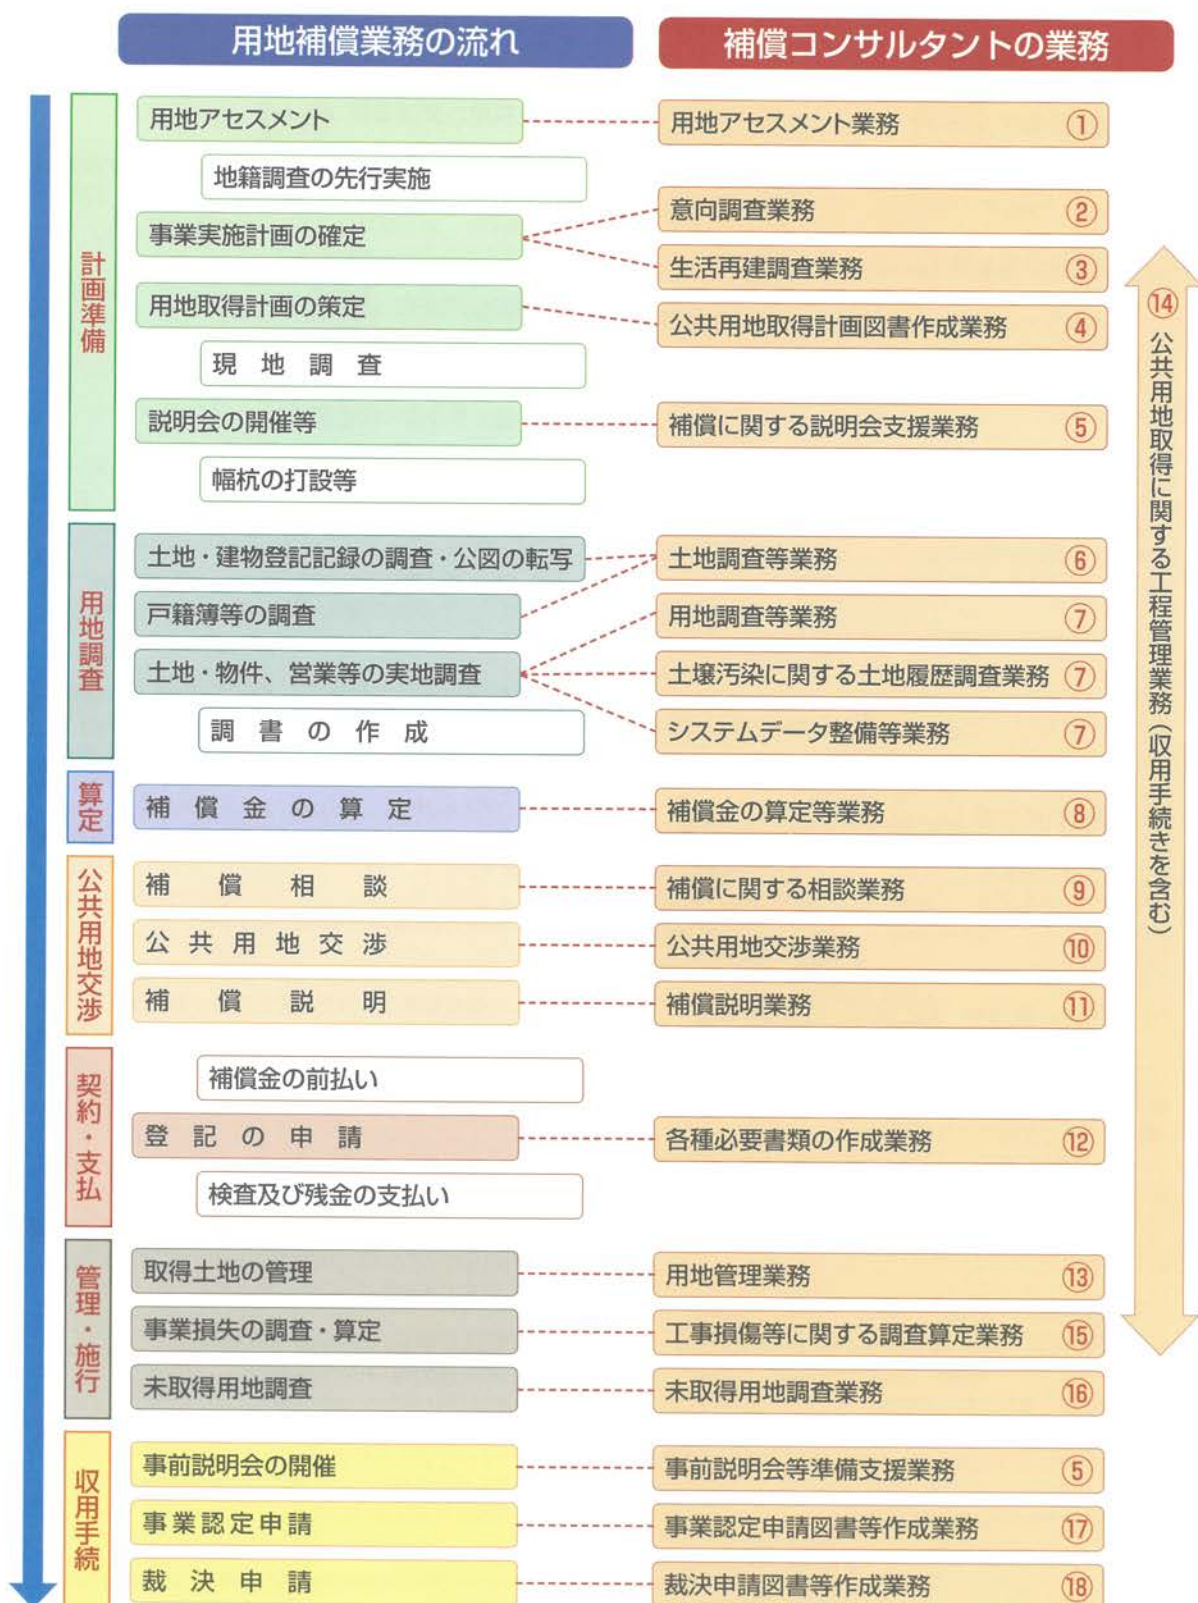 用地補償業務の流れ
補償コンサルタントの業務
計画準備
用地アセスメント
用地アセスメント業務 ①
地籍調査の先行実施
意向調査業務 ②
事業実施計画の確定
生活再建調査業務 ③
用地取得計画の策定
公共用地取得計画図書作成業務 ④
現地調査
説明会の開催等
補償に関する説明会支援業務 ⑤
幅杭の打設等
用地調査
土地・建物登記記録の調査・公図の転写
土地調査等業務 ⑥
戸籍簿等の調査
用地調査等業務 ⑦
土地・物件、営業等の実地調査
土壌汚染に関する土地履歴調査業務 ⑦
調書の作成
システムデータ整備等業務 ⑦
算定
補償金の算定
補償金の算定等業務 ⑧
公共用地交渉
補償相談
補償に関する相談業務 ⑨
公共用地交渉
公共用地交渉業務 ⑩
補償説明
補償説明業務 ⑪
契約・支払
補償金の前払い
登記の申請
各種必要書類の作成業務 ⑫
検査及び残金の支払い
管理・施行
取得土地の管理
用地管理業務 ⑬
事業損失の調査・算定
工事損傷等に関する調査算定業務 ⑮
未取得用地調査
未取得用地調査業務 ⑯
収用手続
事前説明会の開催
事前説明会等準備支援業務 ⑤
事業認定申請
事業認定申請図書等作成業務 ⑰
裁決申請
裁決申請図書等作成業務 ⑱
⑭ 公共用地取得に関する工程管理業務（収用手続きを含む）